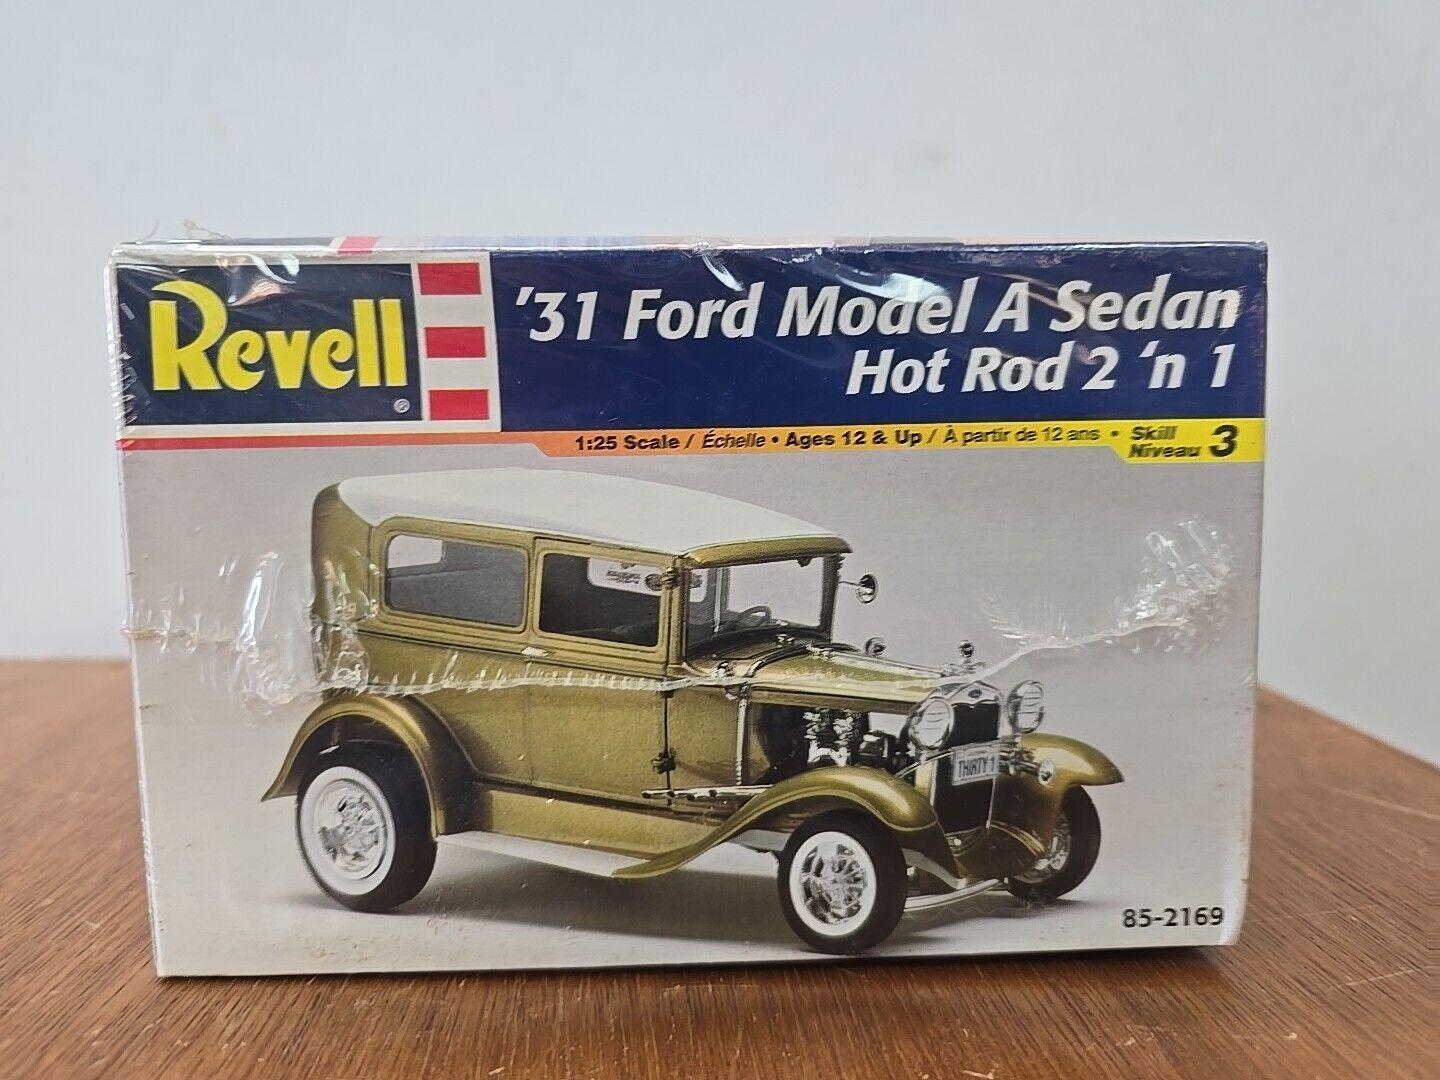 Revell®
'31 Ford Model A Sedan
Hot Rod 2 'n 1
1:25 Scale / Échelle • Ages 12 & Up / À partir de 12 ans • Skill Niveau 3
THIRTY 1
85-2169